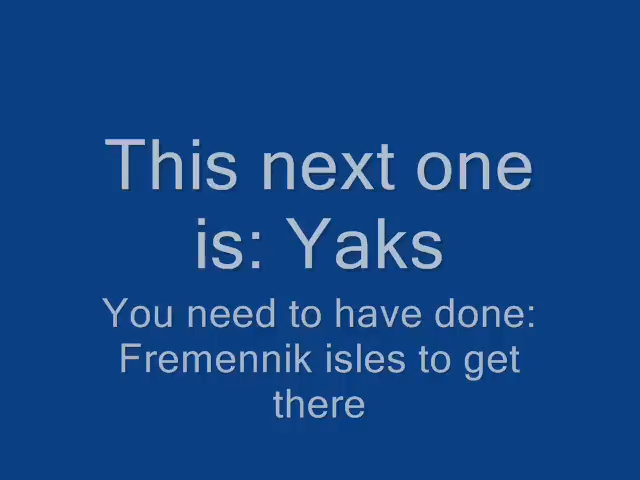 This next one
is: Yaks
You need to have done:
Fremennik isles to get
there